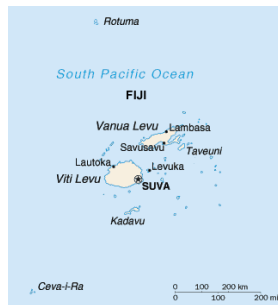 Rotuma
South Pacific Ocean
FIJI
Vanua Levu
Lambasa
Savusavu
Taveuni
Lautoka
Levuka
Viti Levu
SUVA
Kadavu
Ceva-i-Ra
0 100 200 km
0 100 200 mi